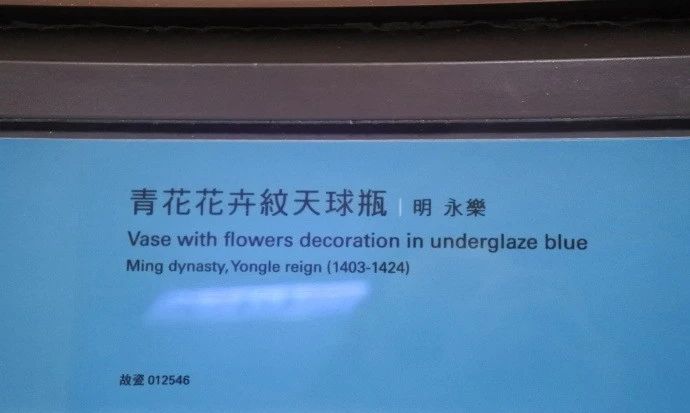 青花花卉紋天球瓶 | 明 永樂
Vase with flowers decoration in underglaze blue
Ming dynasty, Yongle reign (1403-1424)
故瓷 012546